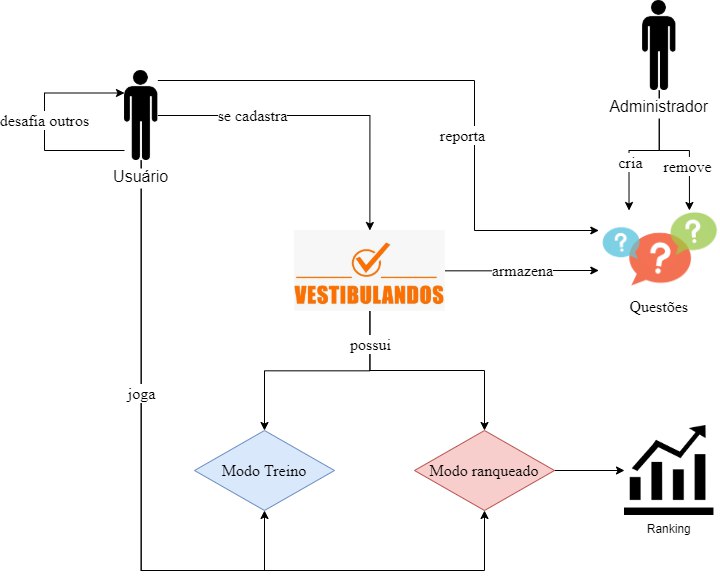 Administrador
desafia outros
se cadastra
reporta
Usuário
cria
remove
?
?
?
VESTIBULANDOS
armazena
Questões
possui
joga
Modo Treino
Modo ranqueado
Ranking